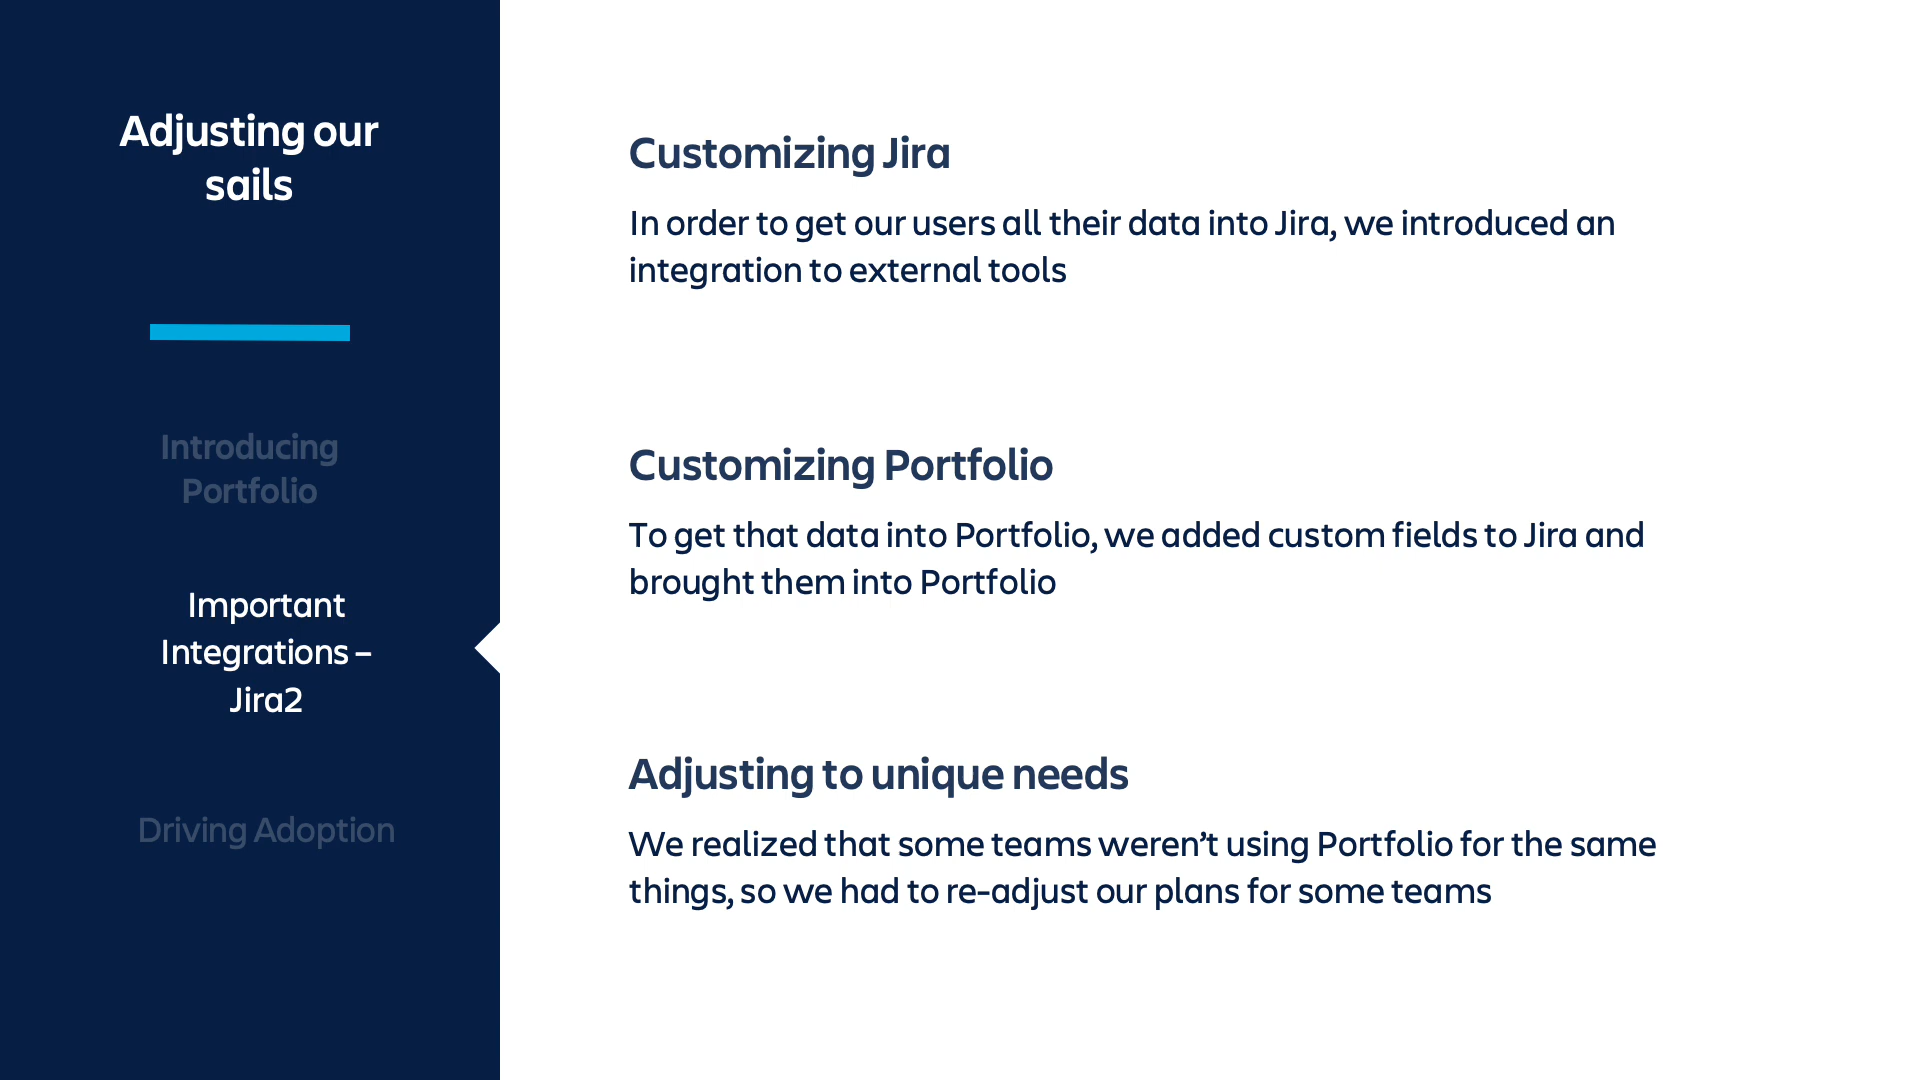 Adjusting our
sails
Introducing
Portfolio
Important
Integrations –
Jira2
Driving Adoption
Customizing Jira
In order to get our users all their data into Jira, we introduced an
integration to external tools
Customizing Portfolio
To get that data into Portfolio, we added custom fields to Jira and
brought them into Portfolio
Adjusting to unique needs
We realized that some teams weren’t using Portfolio for the same
things, so we had to re-adjust our plans for some teams